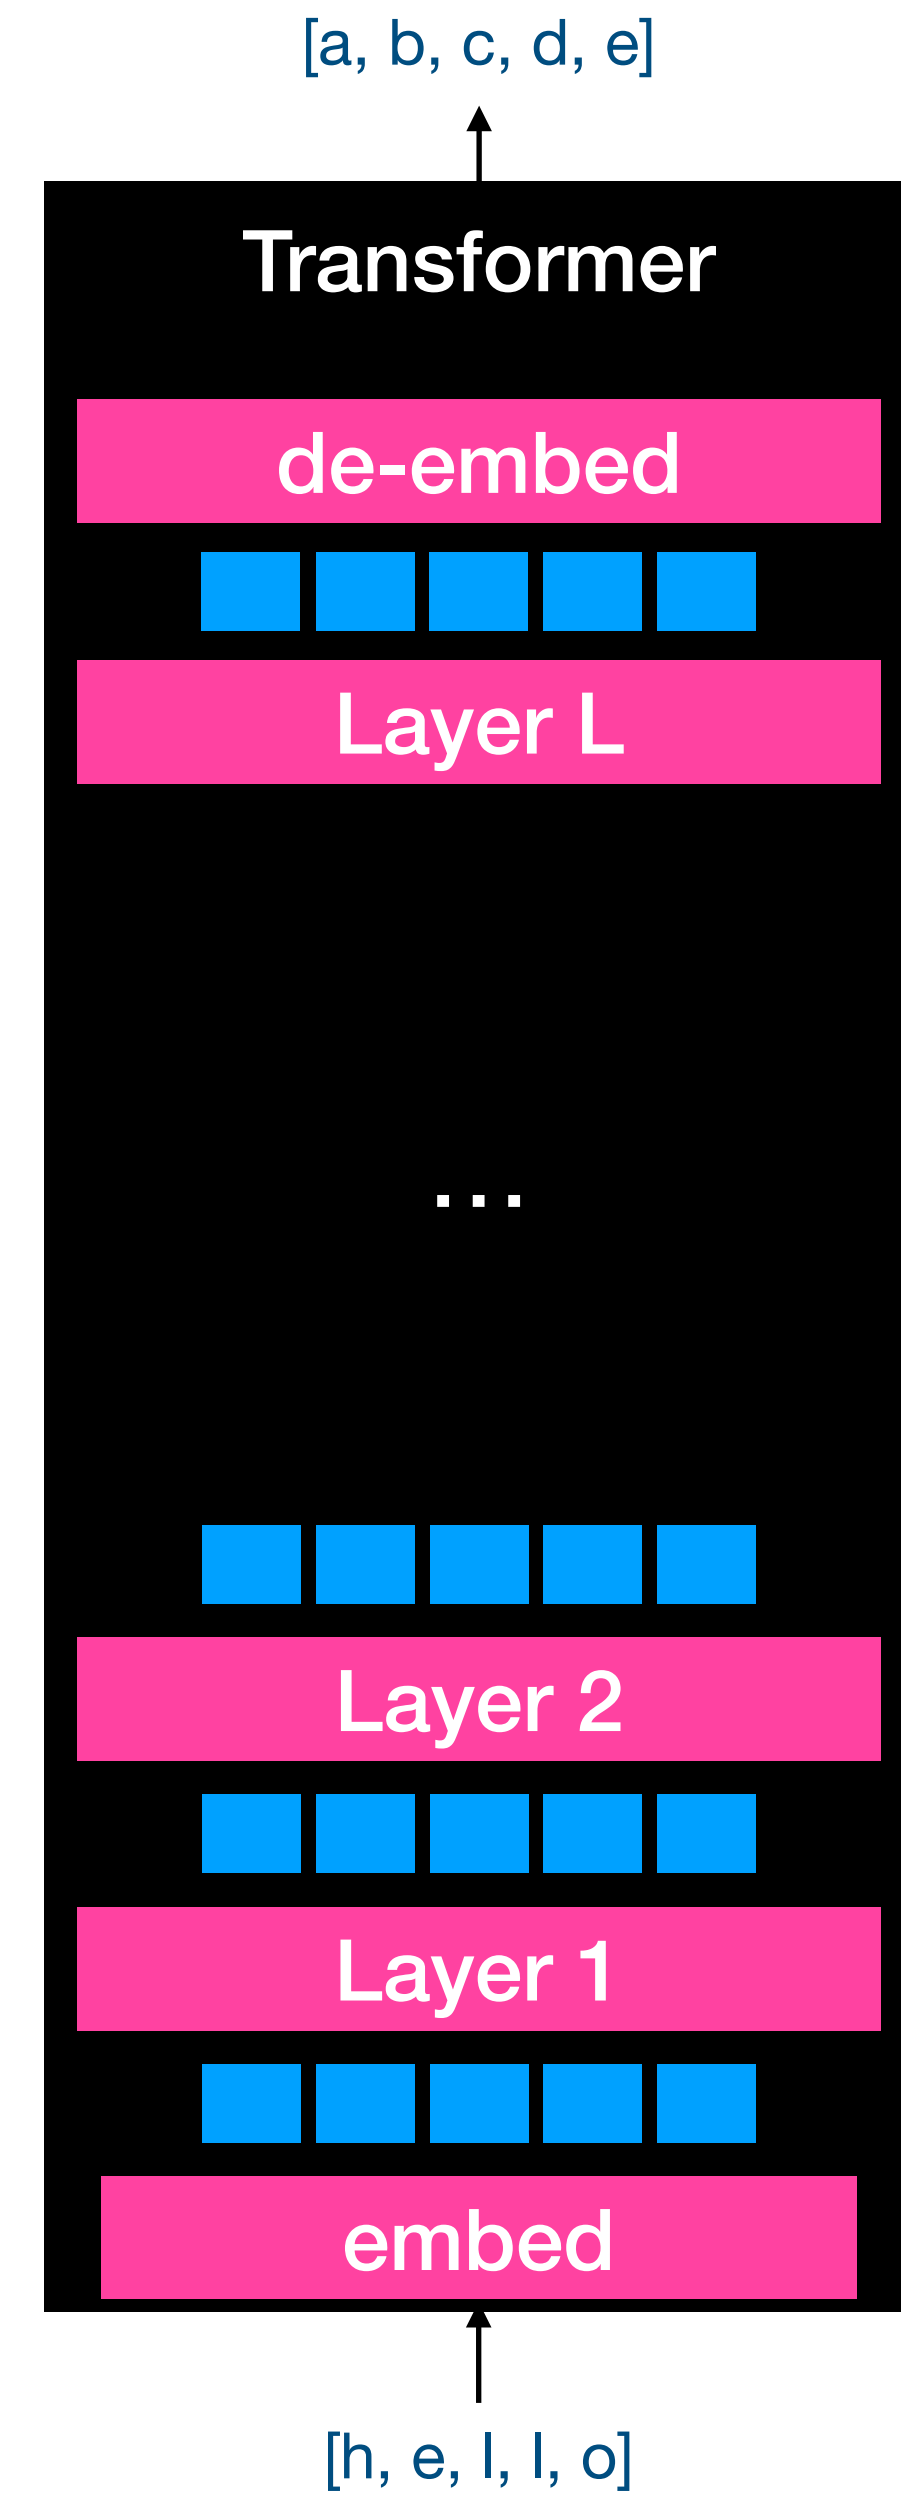 [a, b, c, d, e]
Transformer
de-embed
Layer L
...
Layer 2
Layer 1
embed
[h, e, l, l, o]